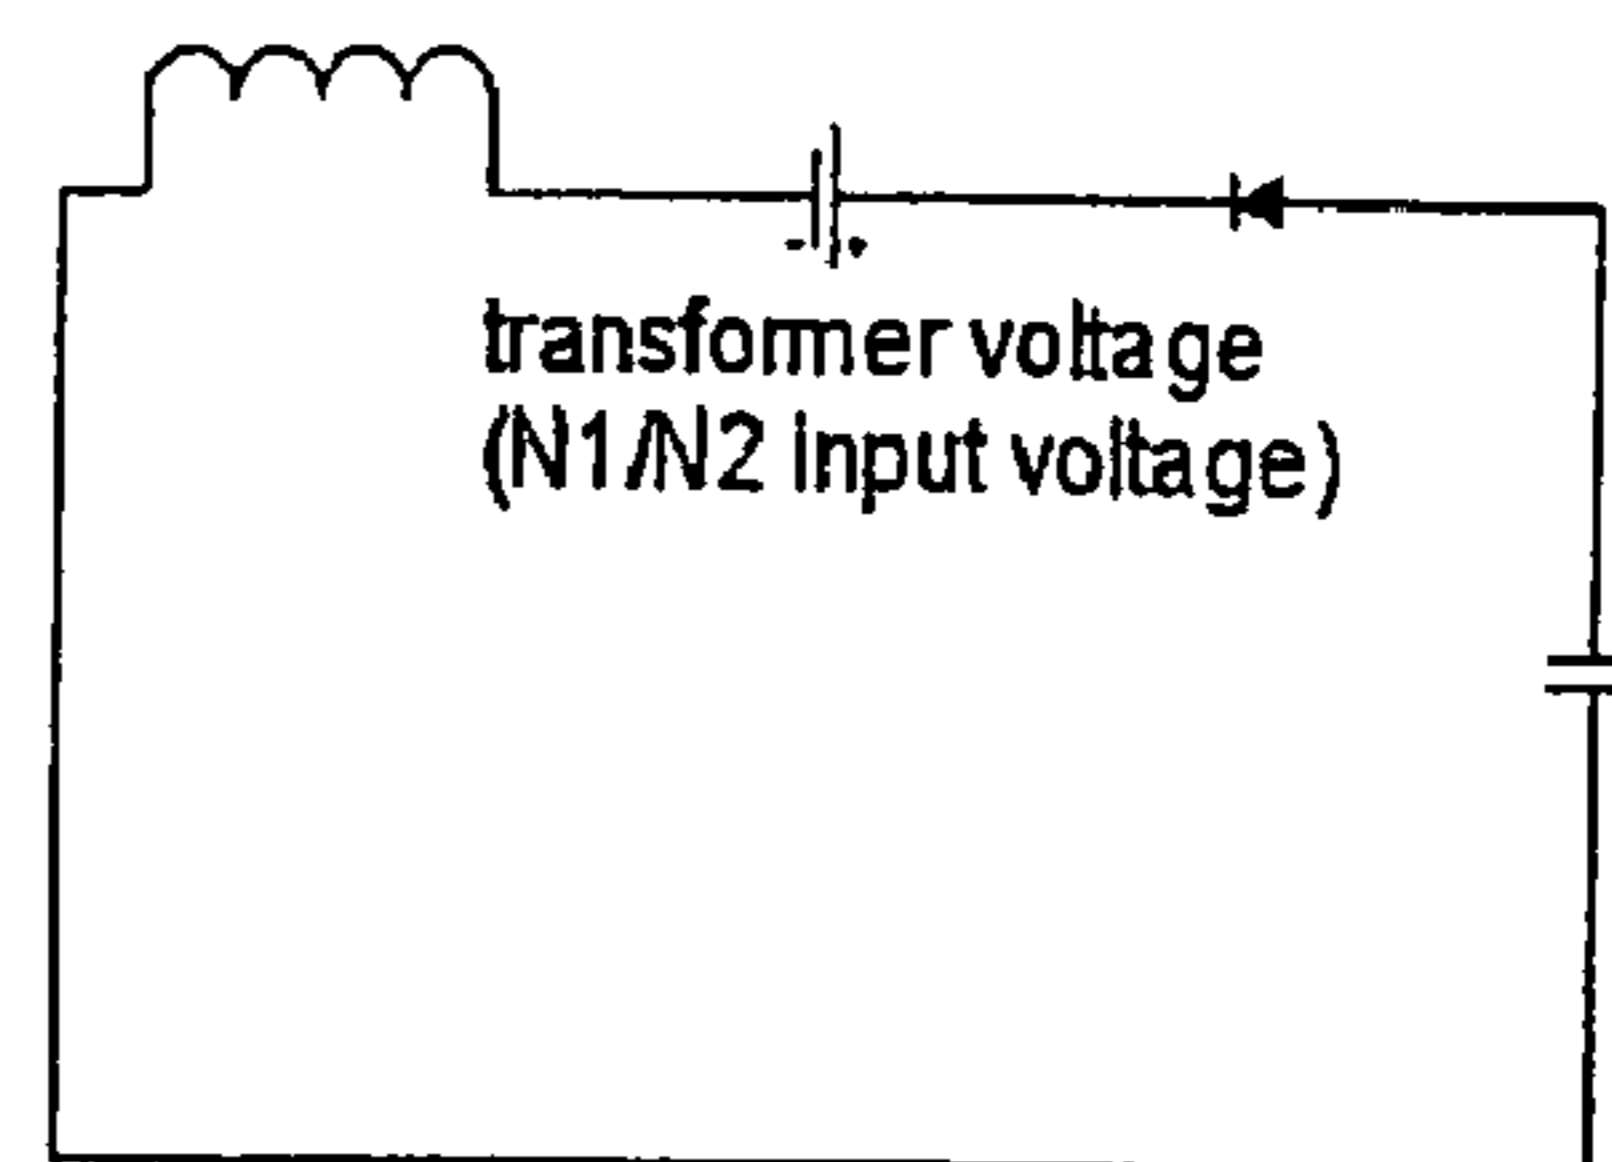 - +
transformer voltage
(N1/N2 input voltage)